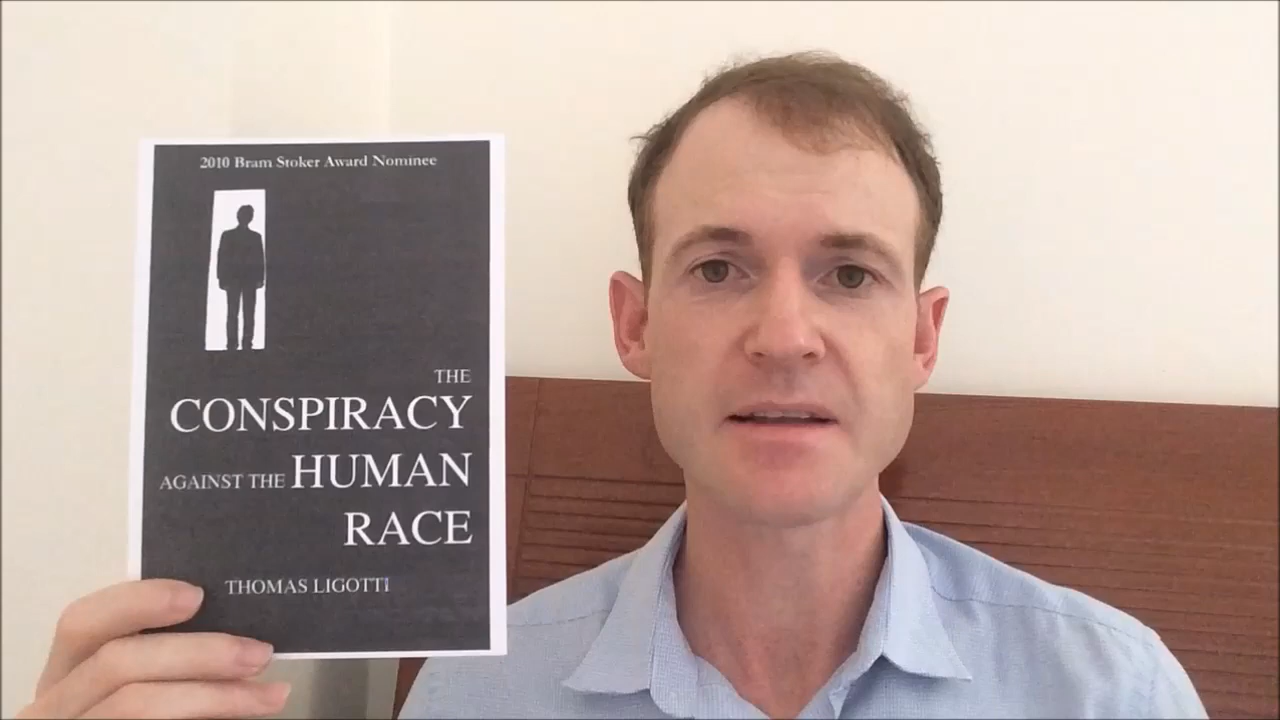 2010 Bram Stoker Award Nominee
THE
CONSPIRACY
AGAINST THE HUMAN
RACE
THOMAS LIGOTTI